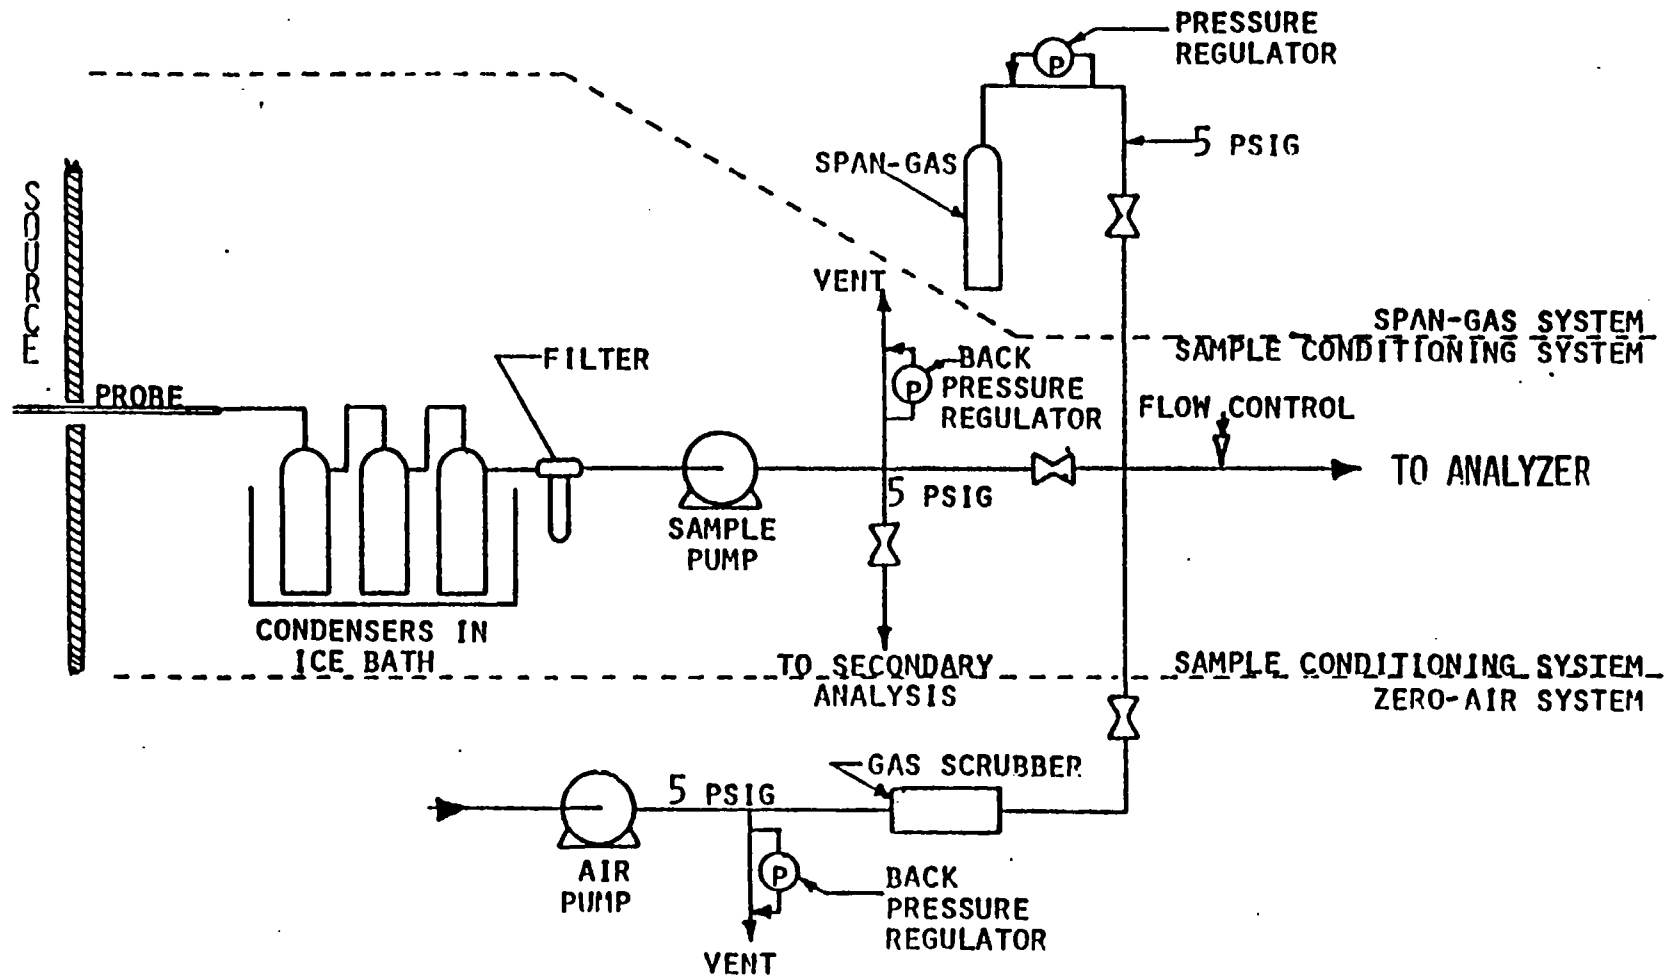 PRESSURE
REGULATOR
5 PSIG
SPAN-GAS
SOURCE
VENT
SPAN-GAS SYSTEM
SAMPLE CONDITIONING SYSTEM
FILTER
BACK
PRESSURE
REGULATOR
PROBE
FLOW CONTROL
TO ANALYZER
5 PSIG
SAMPLE
PUMP
CONDENSERS IN
ICE BATH
TO SECONDARY
ANALYSIS
SAMPLE CONDITIONING SYSTEM
ZERO-AIR SYSTEM
GAS SCRUBBER
5 PSIG
AIR
PUMP
BACK
PRESSURE
REGULATOR
VENT
P
P
P